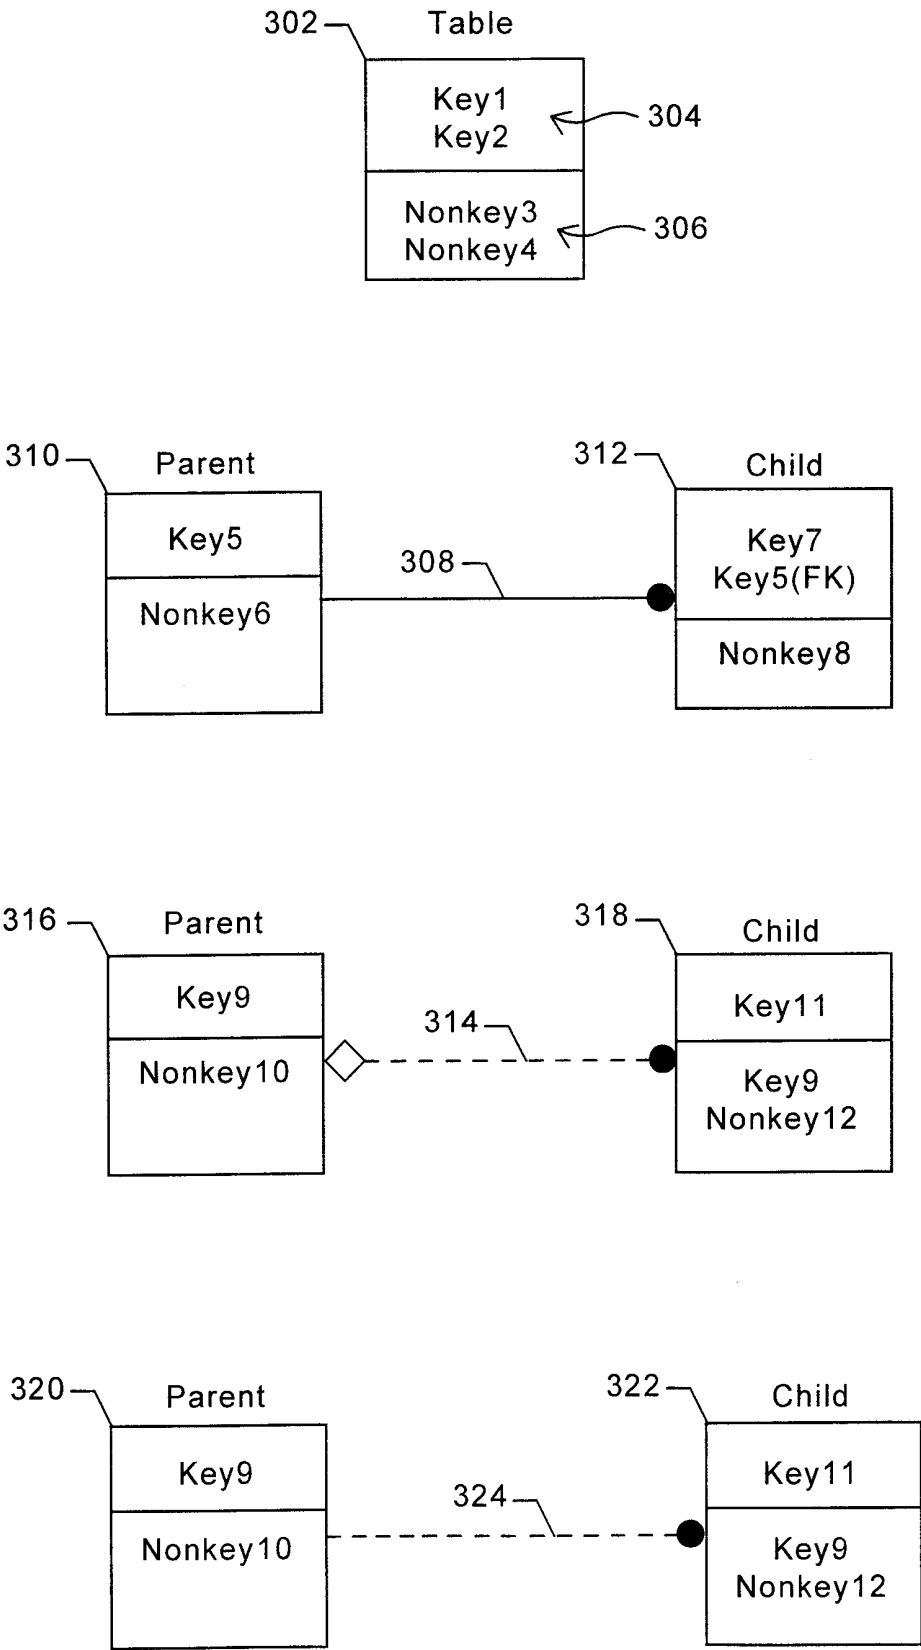 302
Table
Key1
Key2
304
Nonkey3
Nonkey4
306
310
Parent
312
Child
Key5
308
Key7
Key5(FK)
Nonkey6
Nonkey8
316
Parent
318
Child
Key9
314
Key11
Nonkey10
Key9
Nonkey12
320
Parent
322
Child
Key9
324
Key11
Nonkey10
Key9
Nonkey12